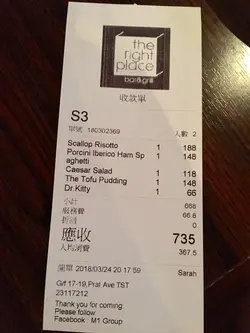 the
right
place
bar & grill
收款單
S3
單號 180302369 人數 2
Scallop Risotto 1 188
Porcini Iberico Ham Sp 1 148
aghetti
Caesar Salad 1 118
The Tofu Pudding 1 148
Dr.Kitty 1 66
小計 668
服務費 66.8
折扣 0
應收 735
人均消費 367.5
開單 2018/03/24 20:17:59 Sarah
G/f 17-19,Prat Ave TST
23117212
Thank you for coming.
Please follow
Facebook : M1 Group